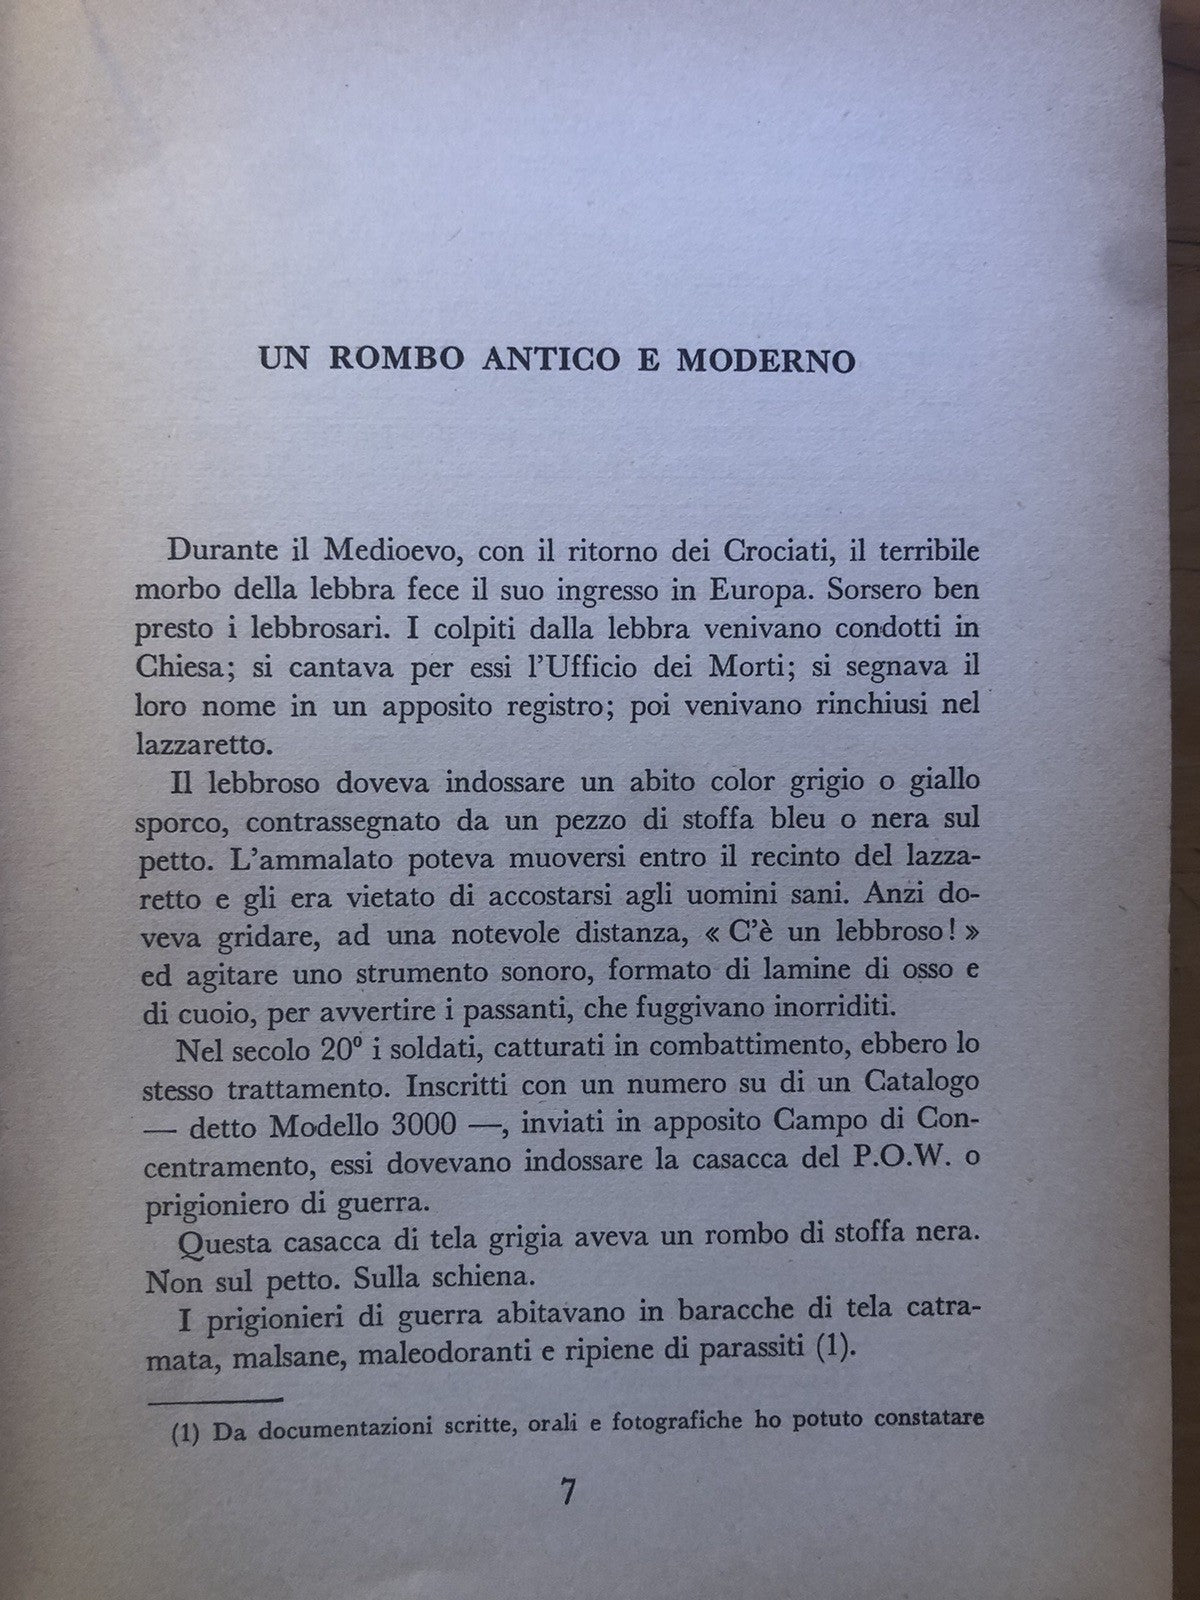 UN ROMBO ANTICO E MODERNO
Durante il Medioevo, con il ritorno dei Crociati, il terribile
morbo della lebbra fece il suo ingresso in Europa. Sorsero ben
presto i lebbrosari. I colpiti dalla lebbra venivano condotti in
Chiesa; si cantava per essi l'Ufficio dei Morti; si segnava il
loro nome in un apposito registro; poi venivano rinchiusi nel
lazzaretto.
Il lebbroso doveva indossare un abito color grigio o giallo
sporco, contrassegnato da un pezzo di stoffa bleu o nera sul
petto. L'ammalato poteva muoversi entro il recinto del lazza-
retto e gli era vietato di accostarsi agli uomini sani. Anzi do-
veva gridare, ad una notevole distanza, « C'è un lebbroso! »
ed agitare uno strumento sonoro, formato di lamine di osso e
di cuoio, per avvertire i passanti, che fuggivano inorriditi.
Nel secolo 20º i soldati, catturati in combattimento, ebbero lo
stesso trattamento. Inscritti con un numero su di un Catalogo
— detto Modello 3000 —, inviati in apposito Campo di Con-
centramento, essi dovevano indossare la casacca del P.O.W. o
prigioniero di guerra.
Questa casacca di tela grigia aveva un rombo di stoffa nera.
Non sul petto. Sulla schiena.
I prigionieri di guerra abitavano in baracche di tela catra-
mata, malsane, maleodoranti e ripiene di parassiti (1).
(1) Da documentazioni scritte, orali e fotografiche ho potuto constatare
7